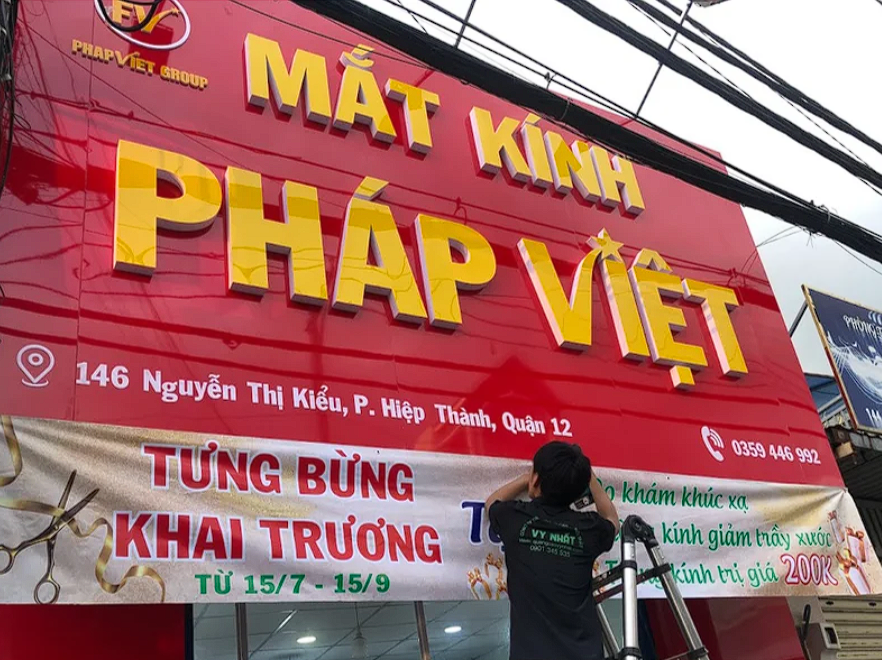 FV
PHAPVIET GROUP
MẮT KÍNH
PHÁP VIỆT
146 Nguyễn Thị Kiểu, P. Hiệp Thành, Quận 12
0359 446 992
TƯNG BỪNG
KHAI TRƯƠNG
TỪ 15/7 - 15/9
khám khúc xạ
kính giảm trầy xước
kính trị giá 200K
VY NHẤT